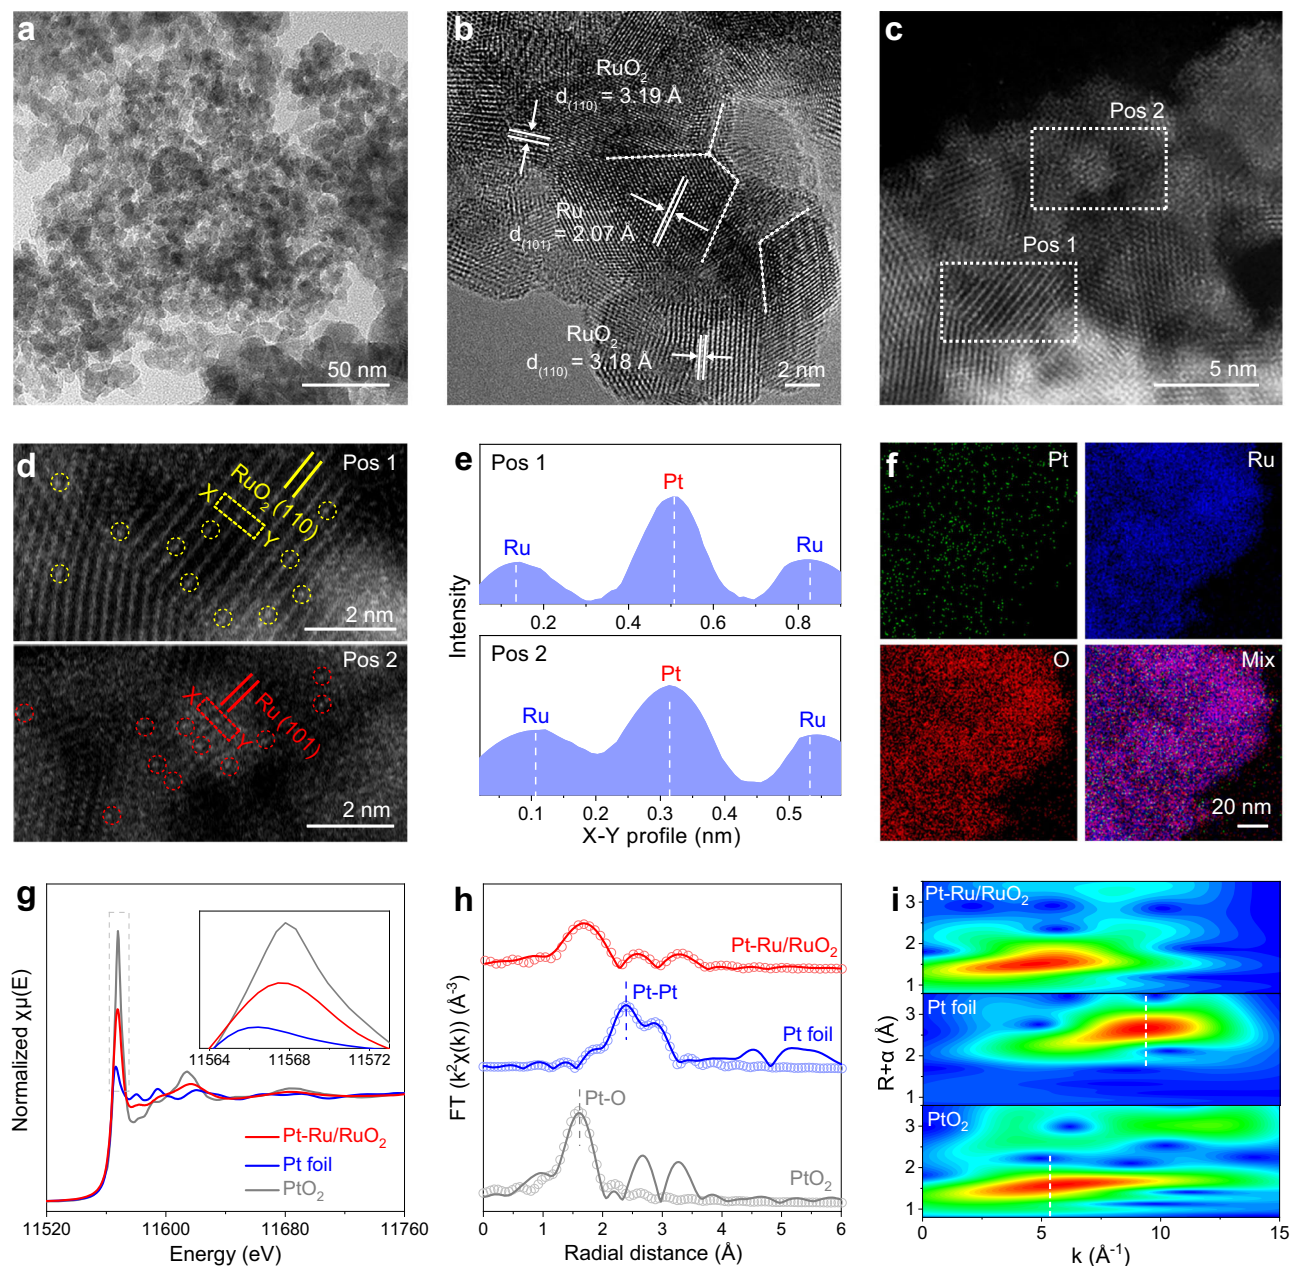 a
50 nm
b
RuO2
d(110) = 3.19 Å
Ru
d(101) = 2.07 Å
RuO2
d(110) = 3.18 Å
2 nm
c
Pos 2
Pos 1
5 nm
d
Pos 1
RuO2 (110)
X
Y
2 nm
Pos 2
X
Y
Ru (101)
2 nm
e
Pos 1
Pt
Ru
Ru
0.2 0.4 0.6 0.8
Pos 2
Pt
Ru
Ru
0.1 0.2 0.3 0.4 0.5
Intensity
X-Y profile (nm)
f
Pt
Ru
O
Mix
20 nm
g
11564 11568 11572
Pt-Ru/RuO2
Pt foil
PtO2
11520 11600 11680 11760
Normalized χμ(E)
Energy (eV)
h
Pt-Ru/RuO2
Pt-Pt
Pt foil
Pt-O
PtO2
0 1 2 3 4 5 6
FT (k²χ(k)) (Å⁻³)
Radial distance (Å)
i
Pt-Ru/RuO2
3
2
1
Pt foil
3
2
1
PtO2
3
2
1
0 5 10 15
R+α (Å)
k (Å⁻¹)